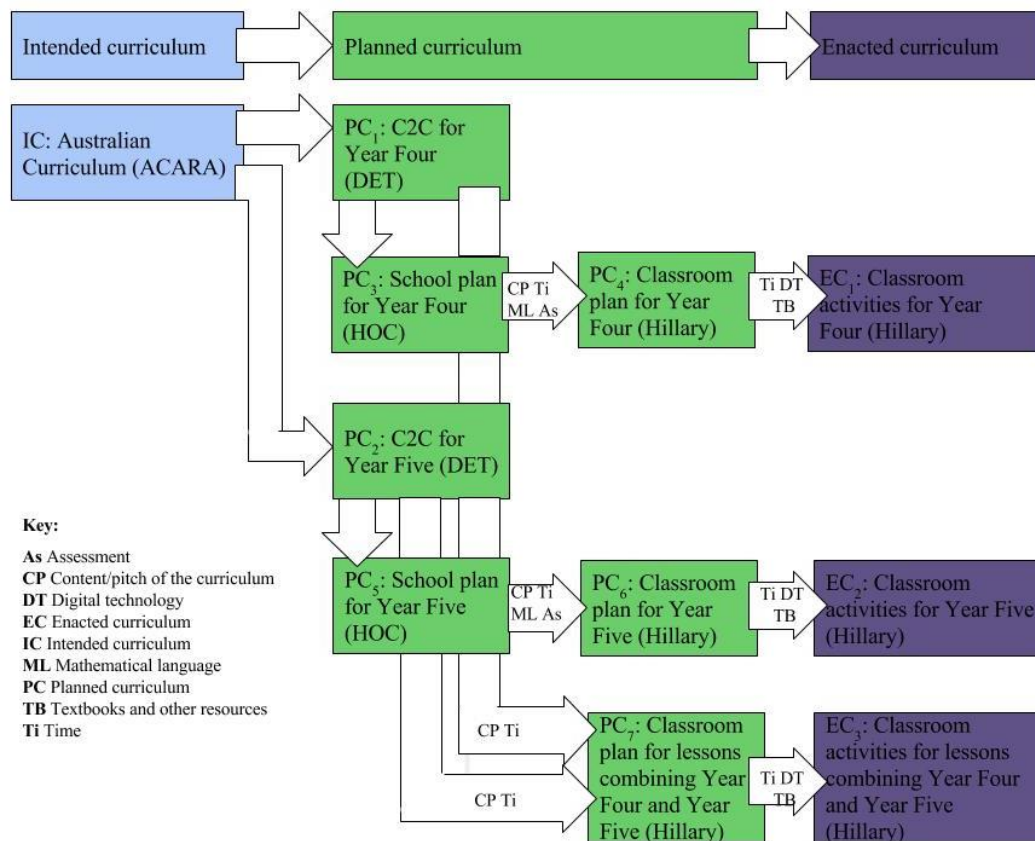 Intended curriculum
Planned curriculum
Enacted curriculum
IC: Australian
Curriculum (ACARA)
PC₁: C2C for
Year Four
(DET)
PC₃: School plan
for Year Four
(HOC)
CP Ti
ML As
PC₄: Classroom
plan for Year
Four (Hillary)
Ti DT
TB
EC₁: Classroom
activities for Year
Four (Hillary)
PC₂: C2C for
Year Five (DET)
PC₅: School plan
for Year Five
(HOC)
CP Ti
ML As
PC₆: Classroom
plan for Year
Five (Hillary)
Ti DT
TB
EC₂: Classroom
activities for Year Five
(Hillary)
CP Ti
CP Ti
PC₇: Classroom
plan for lessons
combining Year
Four and Year
Five (Hillary)
Ti DT
TB
EC₃: Classroom
activities for lessons
combining Year Four
and Year Five
(Hillary)
Key:
As Assessment
CP Content/pitch of the curriculum
DT Digital technology
EC Enacted curriculum
IC Intended curriculum
ML Mathematical language
PC Planned curriculum
TB Textbooks and other resources
Ti Time